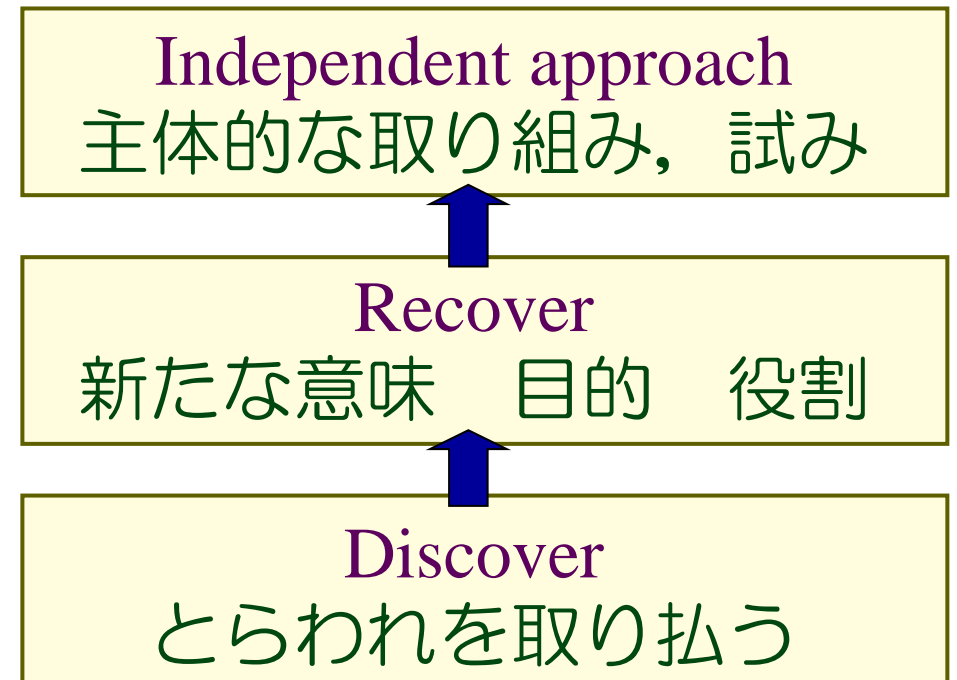 Independent approach
主体的な取り組み，試み
Recover
新たな意味　目的　役割
Discover
とらわれを取り払う